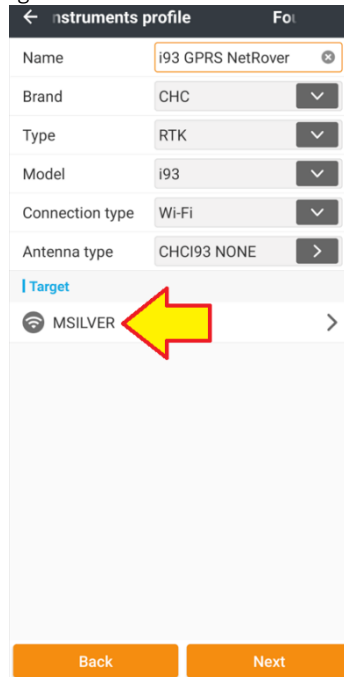 nstruments profile
Name i93 GPRS NetRover
Brand CHC
Type RTK
Model i93
Connection type Wi-Fi
Antenna type CHCI93 NONE
Target
MSILVER
Back Next